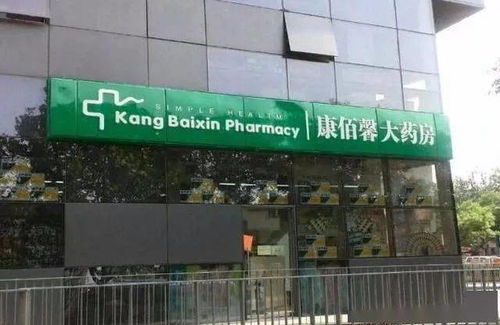 SIMPLE HEALTH
Kang Baixin Pharmacy
康佰馨大药房